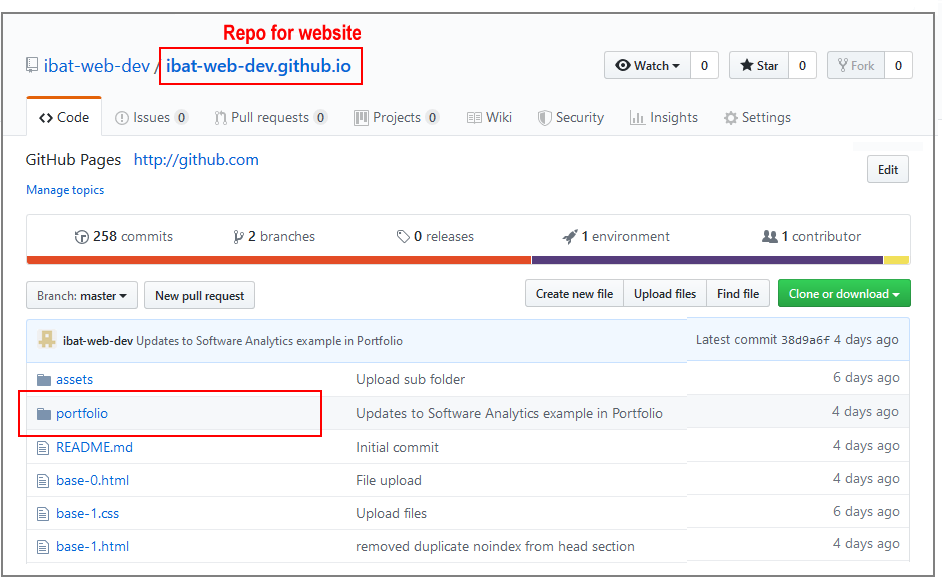 Repo for website
ibat-web-dev / ibat-web-dev.github.io
Watch 0 Star 0 Fork 0
Code Issues 0 Pull requests 0 Projects 0 Wiki Security Insights Settings
GitHub Pages http://github.com
Edit
Manage topics
258 commits 2 branches 0 releases 1 environment 1 contributor
Branch: master New pull request Create new file Upload files Find file Clone or download
ibat-web-dev Updates to Software Analytics example in Portfolio Latest commit 38d9a6f 4 days ago
assets Upload sub folder 6 days ago
portfolio Updates to Software Analytics example in Portfolio 4 days ago
README.md Initial commit 4 days ago
base-0.html File upload 4 days ago
base-1.css Upload files 6 days ago
base-1.html removed duplicate noindex from head section 4 days ago